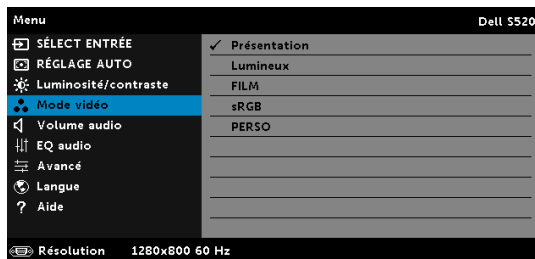 Menu Dell S520
SÉLECT ENTRÉE
RÉGLAGE AUTO
Luminosité/contraste
Mode vidéo
Volume audio
EQ audio
Avancé
Langue
? Aide
Présentation
Lumineux
FILM
sRGB
PERSO
Résolution 1280x800 60 Hz